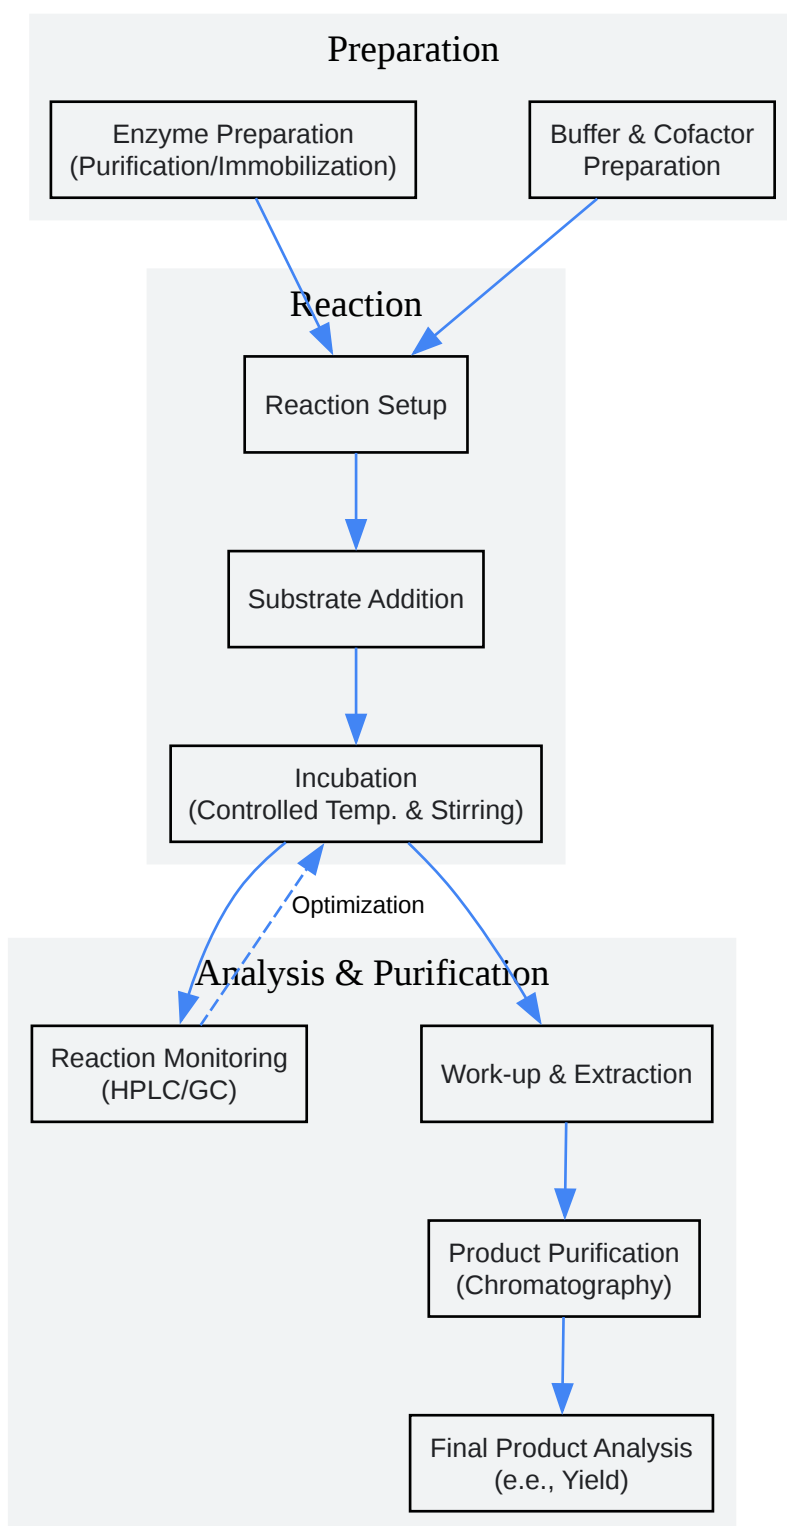 Preparation
Enzyme Preparation
(Purification/Immobilization)
Buffer & Cofactor
Preparation
Reaction
Reaction Setup
Substrate Addition
Incubation
(Controlled Temp. & Stirring)
Optimization
Analysis & Purification
Reaction Monitoring
(HPLC/GC)
Work-up & Extraction
Product Purification
(Chromatography)
Final Product Analysis
(e.e., Yield)